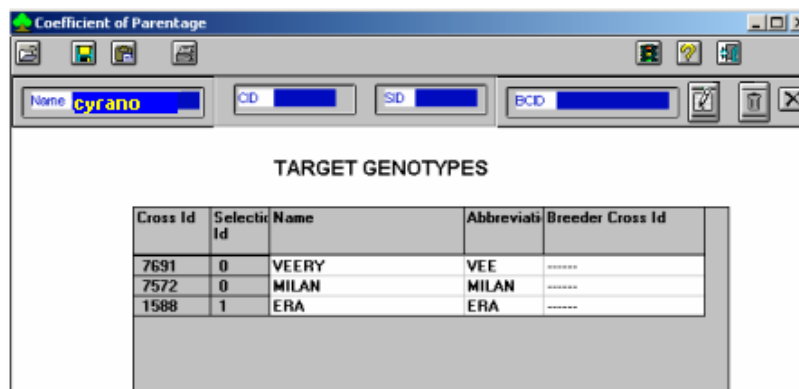 Coefficient of Parentage
Name cyrano CID SID BCID
TARGET GENOTYPES
Cross Id Selectic Id Name Abbreviati Breeder Cross Id
7691 0 VEERY VEE ------
7572 0 MILAN MILAN ------
1588 1 ERA ERA ------